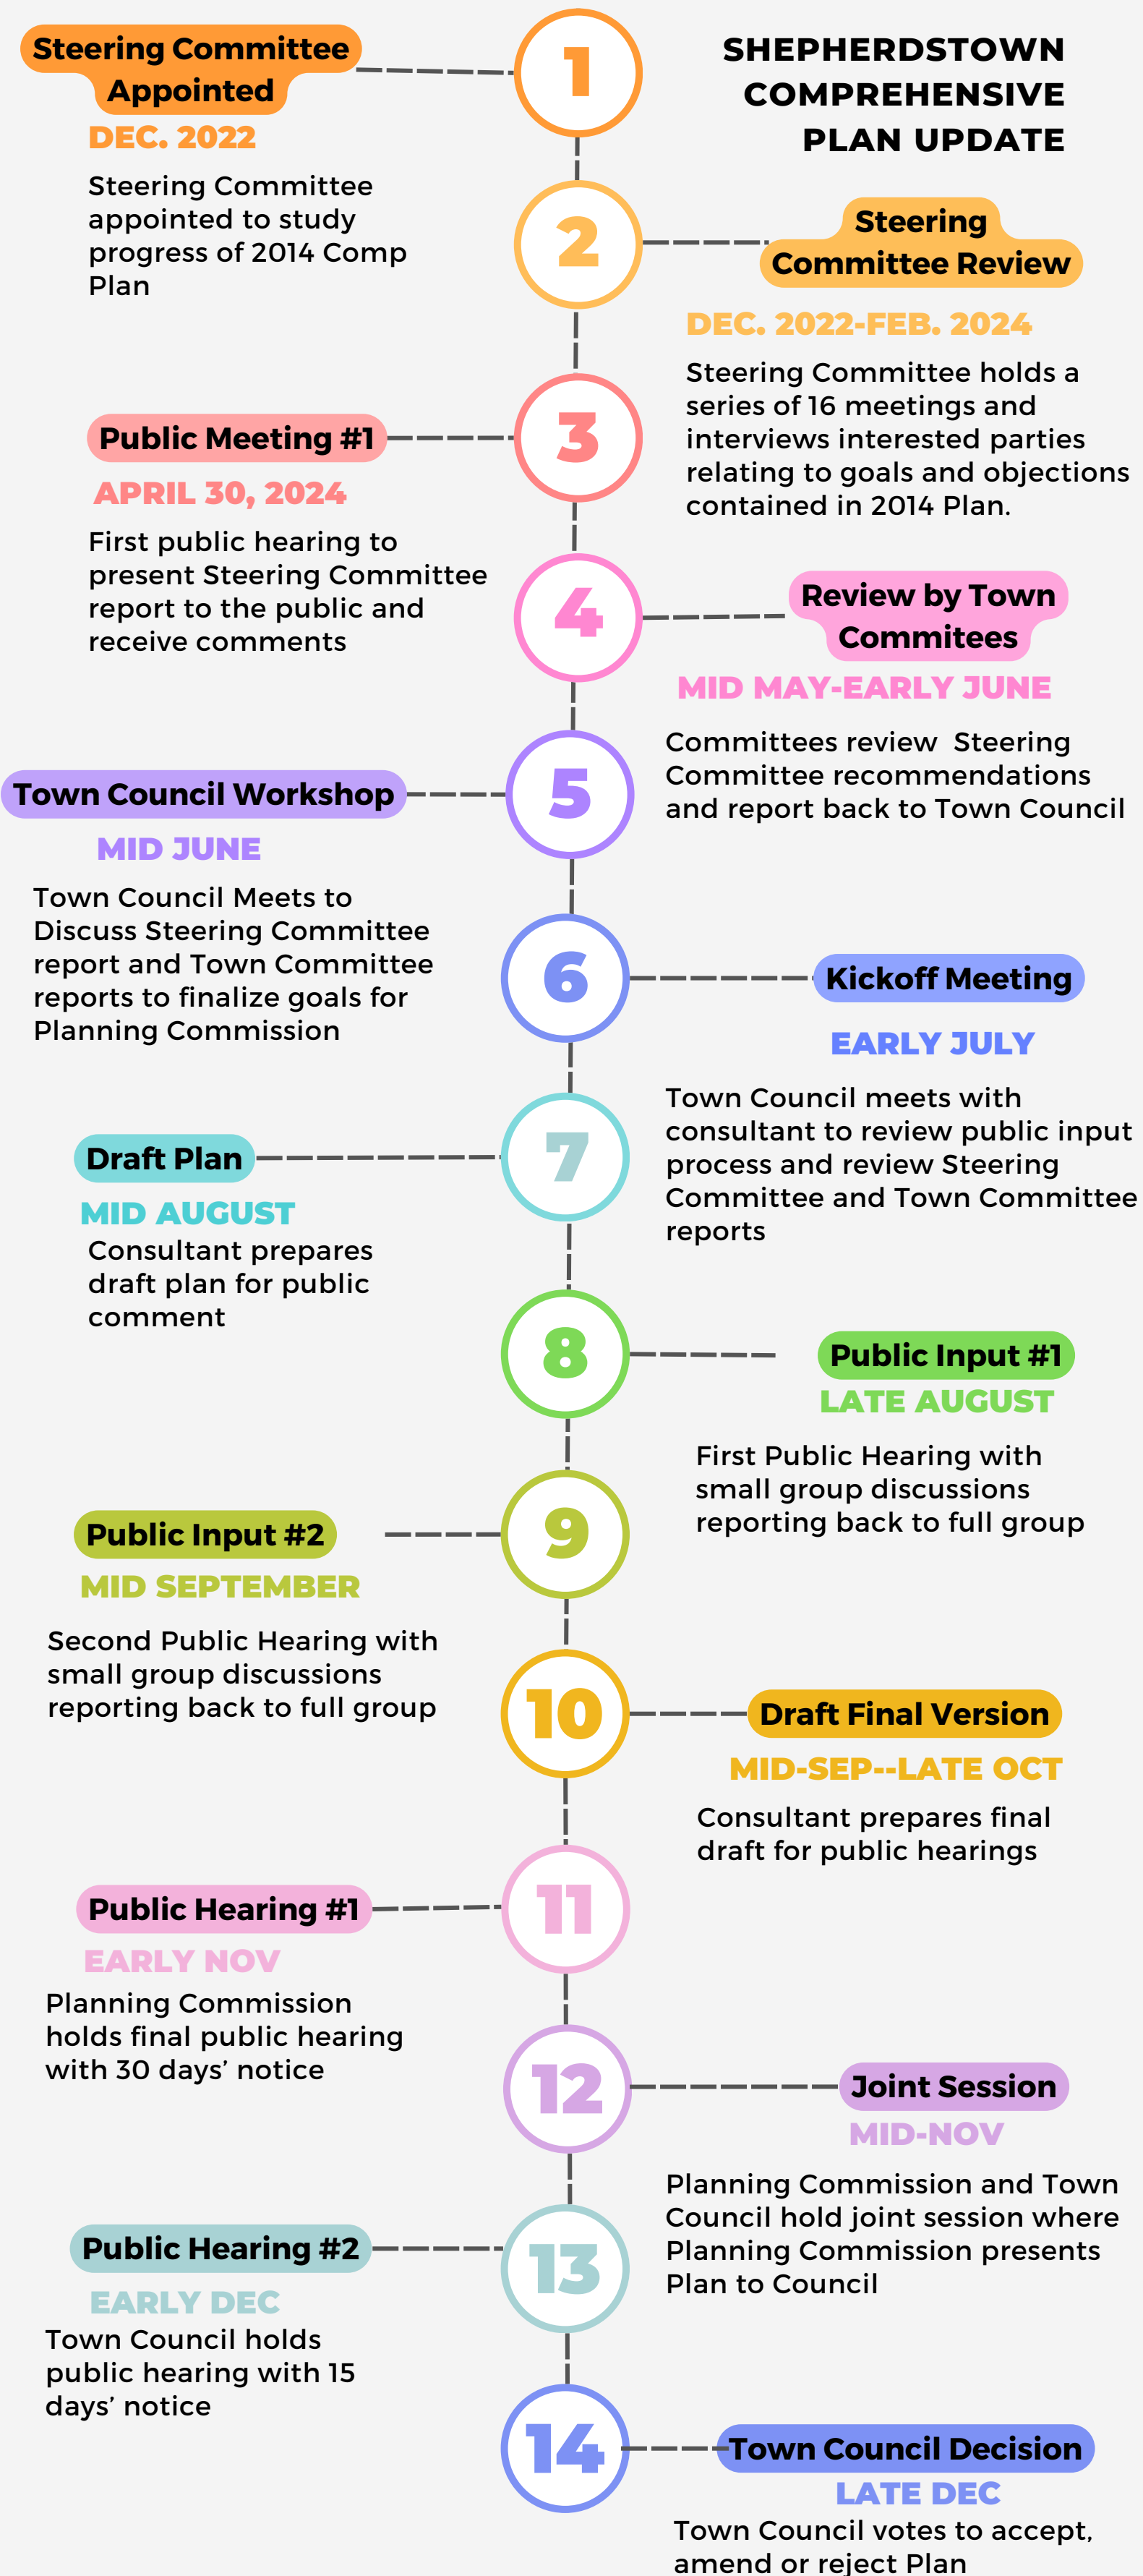 SHEPHERDSTOWN
COMPREHENSIVE
PLAN UPDATE
1
Steering Committee
Appointed
DEC. 2022
Steering Committee
appointed to study
progress of 2014 Comp
Plan
2
Steering
Committee Review
DEC. 2022-FEB. 2024
Steering Committee holds a
series of 16 meetings and
interviews interested parties
relating to goals and objections
contained in 2014 Plan.
3
Public Meeting #1
APRIL 30, 2024
First public hearing to
present Steering Committee
report to the public and
receive comments
4
Review by Town
Commitees
MID MAY-EARLY JUNE
Committees review  Steering
Committee recommendations
and report back to Town Council
5
Town Council Workshop
MID JUNE
Town Council Meets to
Discuss Steering Committee
report and Town Committee
reports to finalize goals for
Planning Commission
6
Kickoff Meeting
EARLY JULY
Town Council meets with
consultant to review public input
process and review Steering
Committee and Town Committee
reports
7
Draft Plan
MID AUGUST
Consultant prepares
draft plan for public
comment
8
Public Input #1
LATE AUGUST
First Public Hearing with
small group discussions
reporting back to full group
9
Public Input #2
MID SEPTEMBER
Second Public Hearing with
small group discussions
reporting back to full group
10
Draft Final Version
MID-SEP--LATE OCT
Consultant prepares final
draft for public hearings
11
Public Hearing #1
EARLY NOV
Planning Commission
holds final public hearing
with 30 days’ notice
12
Joint Session
MID-NOV
Planning Commission and Town
Council hold joint session where
Planning Commission presents
Plan to Council
13
Public Hearing #2
EARLY DEC
Town Council holds
public hearing with 15
days’ notice
14
Town Council Decision
LATE DEC
Town Council votes to accept,
amend or reject Plan